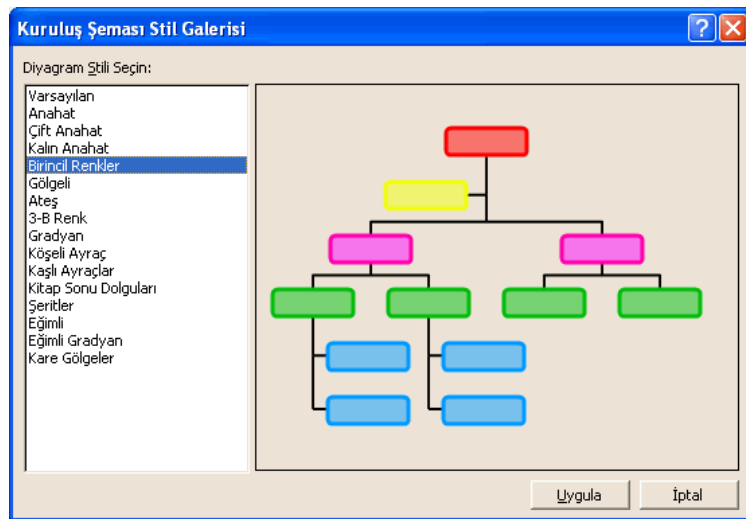 Kuruluş Şeması Stil Galerisi
Diyagram Stili Seçin:
Varsayılan
Anahat
Çift Anahat
Kalın Anahat
Birincil Renkler
Gölgeli
Ateş
3-B Renk
Gradyan
Köşeli Ayraç
Kaşlı Ayraçlar
Kitap Sonu Dolguları
Şeritler
Eğimli
Eğimli Gradyan
Kare Gölgeler
Uygula
İptal